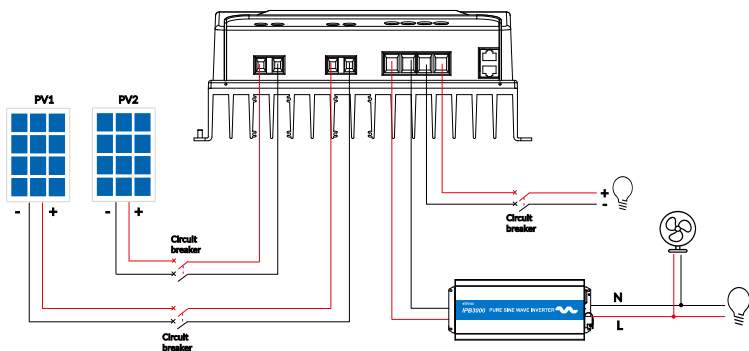 PV1
PV2
- +
- +
Circuit
breaker
Circuit
breaker
+
-
Circuit
breaker
IPB3000 PURE SINE WAVE INVERTER
N
L